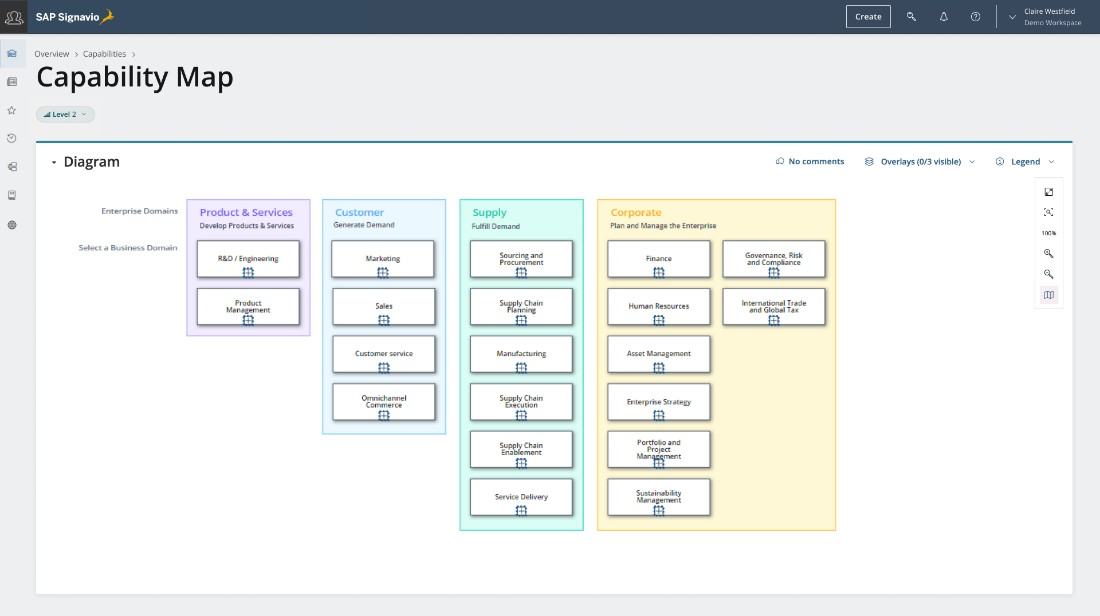 SAP Signavio
Create
Claire Westfield
Demo Workspace
Overview > Capabilities >
Capability Map
Level 2
Diagram
No comments
Overlays (0/3 visible)
Legend
100%
Enterprise Domains
Select a Business Domain
Product & Services
Develop Products & Services
R&D / Engineering
Product
Management
Customer
Generate Demand
Marketing
Sales
Customer service
Omnichannel
Commerce
Supply
Fulfill Demand
Sourcing and
Procurement
Supply Chain
Planning
Manufacturing
Supply Chain
Execution
Supply Chain
Enablement
Service Delivery
Corporate
Plan and Manage the Enterprise
Finance
Human Resources
Asset Management
Enterprise Strategy
Portfolio and
Project
Management
Sustainability
Management
Governance, Risk
and Compliance
International Trade
and Global Tax